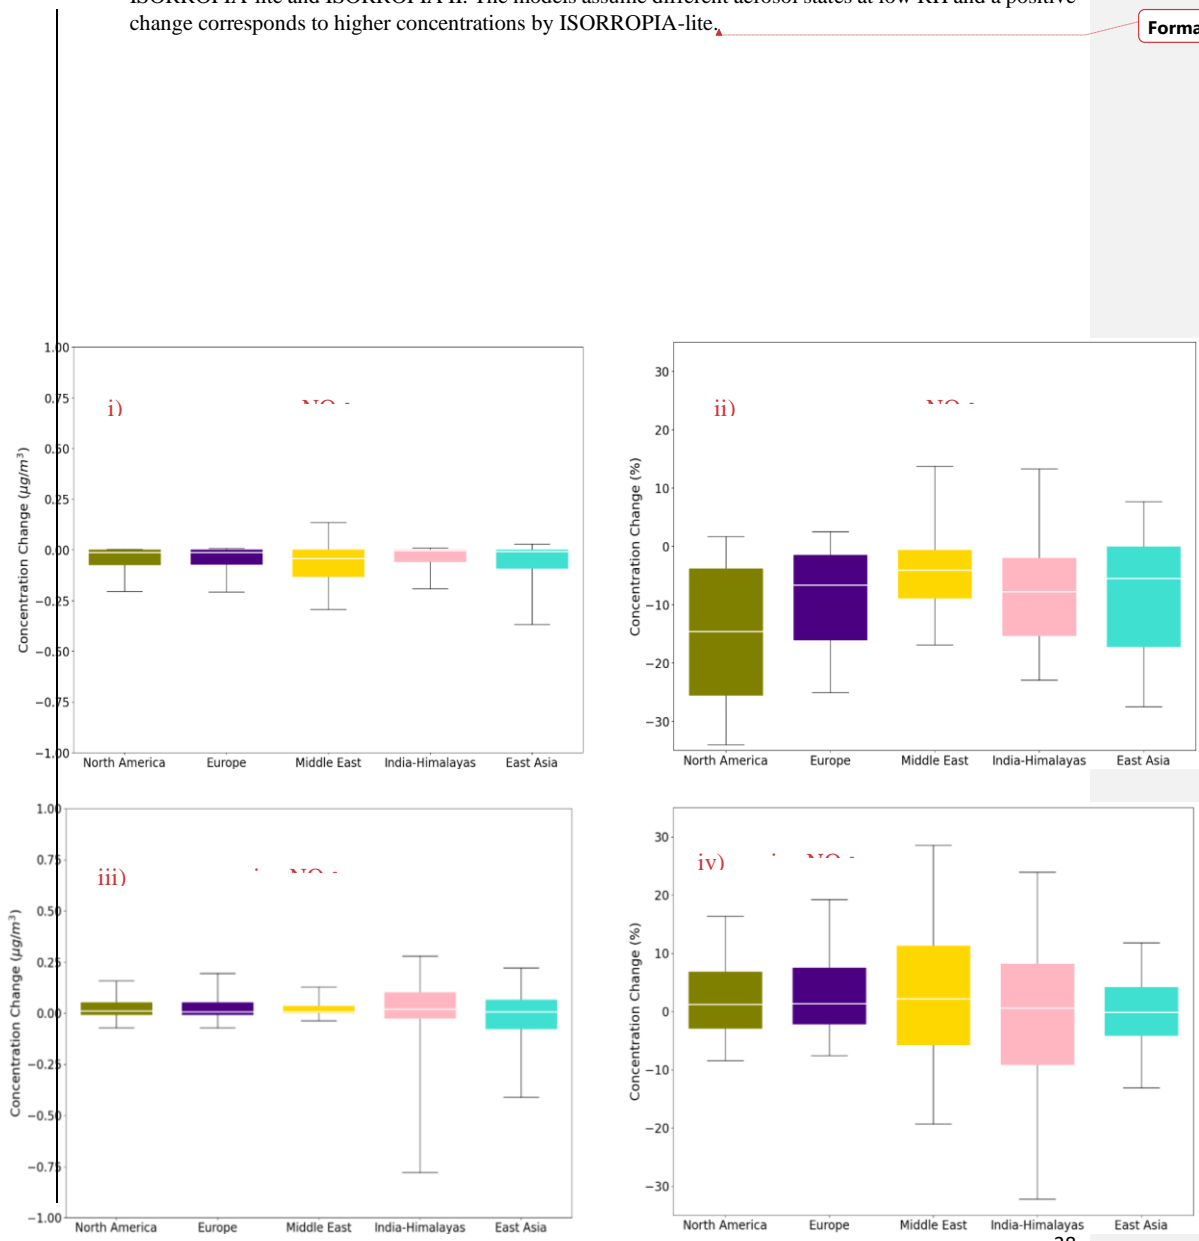 change corresponds to higher concentrations by ISORROPIA-lite.
Forma
1.00
0.75
0.50
0.25
0.00
−0.25
−0.50
−0.75
−1.00
Concentration Change (μg/m³)
i)
North America Europe Middle East India-Himalayas East Asia
30
20
10
0
−10
−20
−30
Concentration Change (%)
ii)
North America Europe Middle East India-Himalayas East Asia
1.00
0.75
0.50
0.25
0.00
−0.25
−0.50
−0.75
−1.00
Concentration Change (μg/m³)
iii)
North America Europe Middle East India-Himalayas East Asia
30
20
10
0
−10
−20
−30
Concentration Change (%)
iv)
North America Europe Middle East India-Himalayas East Asia